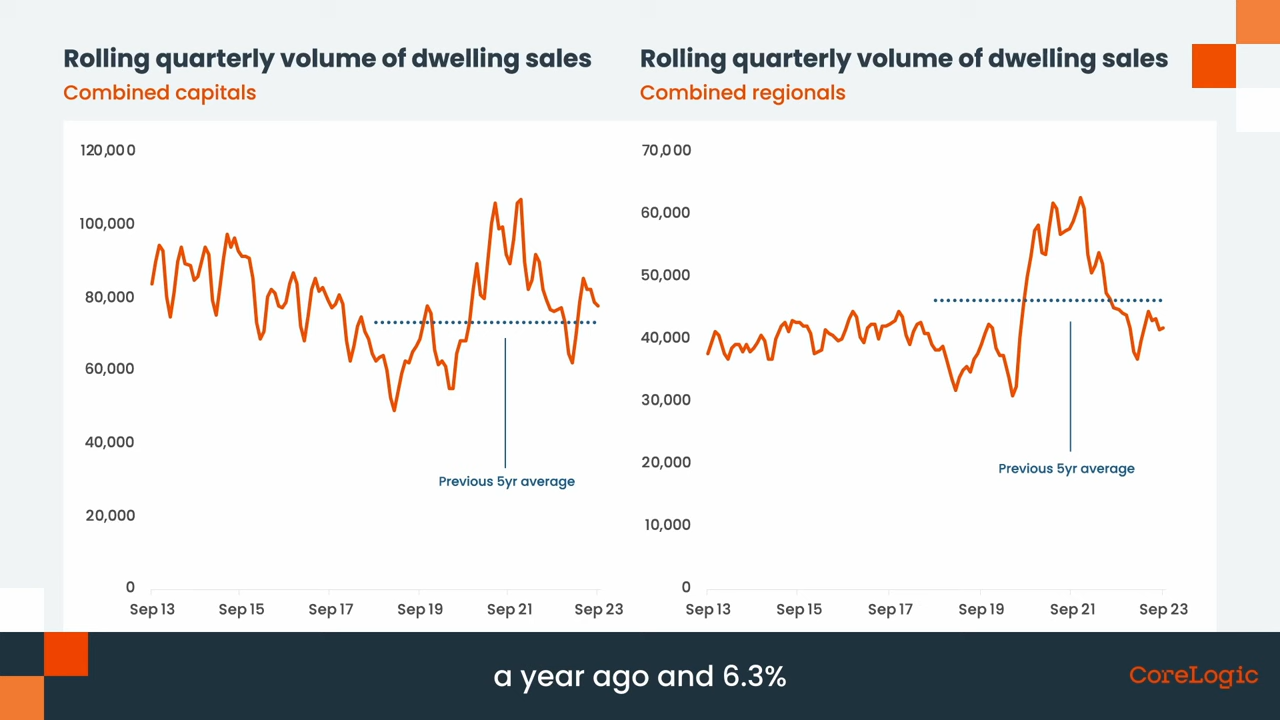 Rolling quarterly volume of dwelling sales
Combined capitals
120,000
100,000
80,000
60,000
40,000
20,000
0
Previous 5yr average
Sep 13 Sep 15 Sep 17 Sep 19 Sep 21 Sep 23
Rolling quarterly volume of dwelling sales
Combined regionals
70,000
60,000
50,000
40,000
30,000
20,000
10,000
0
Previous 5yr average
Sep 13 Sep 15 Sep 17 Sep 19 Sep 21 Sep 23
a year ago and 6.3%
CoreLogic